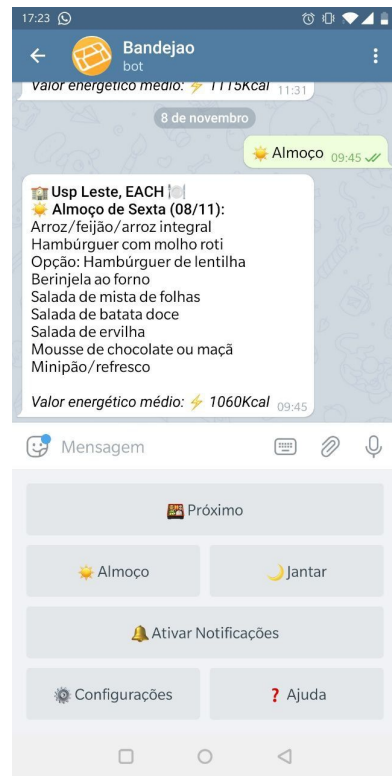 17:23
Bandejao
bot
Valor energético médio: ⚡ 1115Kcal 11:31
8 de novembro
☀️ Almoço 09:45
🏫 Usp Leste, EACH 🍽️
☀️ Almoço de Sexta (08/11):
Arroz/feijão/arroz integral
Hambúrguer com molho roti
Opção: Hambúrguer de lentilha
Berinjela ao forno
Salada de mista de folhas
Salada de batata doce
Salada de ervilha
Mousse de chocolate ou maçã
Minipão/refresco
Valor energético médio: ⚡ 1060Kcal 09:45
Mensagem
🍱 Próximo
☀️ Almoço
🌙 Jantar
🔔 Ativar Notificações
⚙️ Configurações
❓ Ajuda